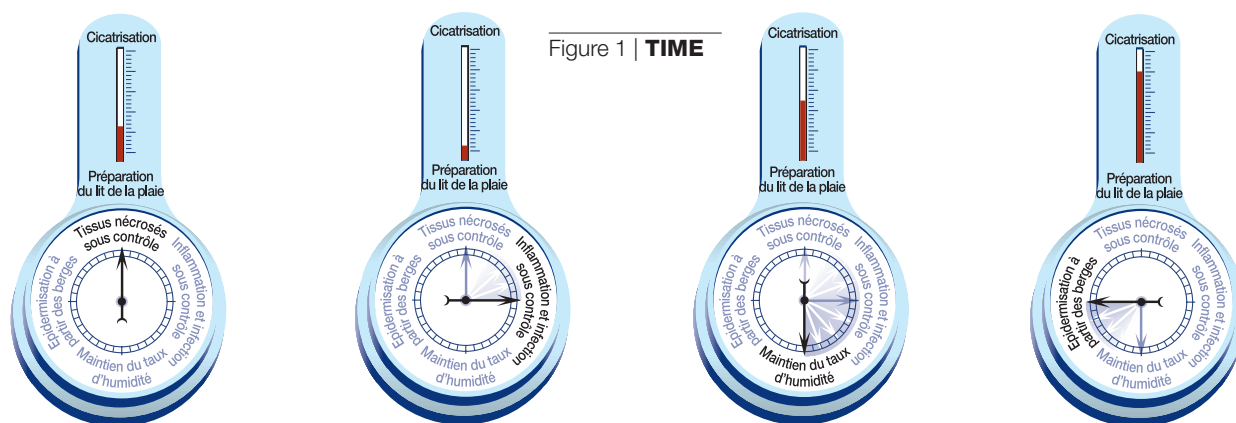 Figure 1 | TIME
Cicatrisation
Préparation
du lit de la plaie
Tissus nécrosés
sous contrôle
Inflammation et infection
sous contrôle
Maintien du taux
d'humidité
Epidermisation à
partir des berges
Cicatrisation
Préparation
du lit de la plaie
Tissus nécrosés
sous contrôle
Inflammation et infection
sous contrôle
Maintien du taux
d'humidité
Epidermisation à
partir des berges
Cicatrisation
Préparation
du lit de la plaie
Tissus nécrosés
sous contrôle
Inflammation et infection
sous contrôle
Maintien du taux
d'humidité
Epidermisation à
partir des berges
Cicatrisation
Préparation
du lit de la plaie
Tissus nécrosés
sous contrôle
Inflammation et infection
sous contrôle
Maintien du taux
d'humidité
Epidermisation à
partir des berges